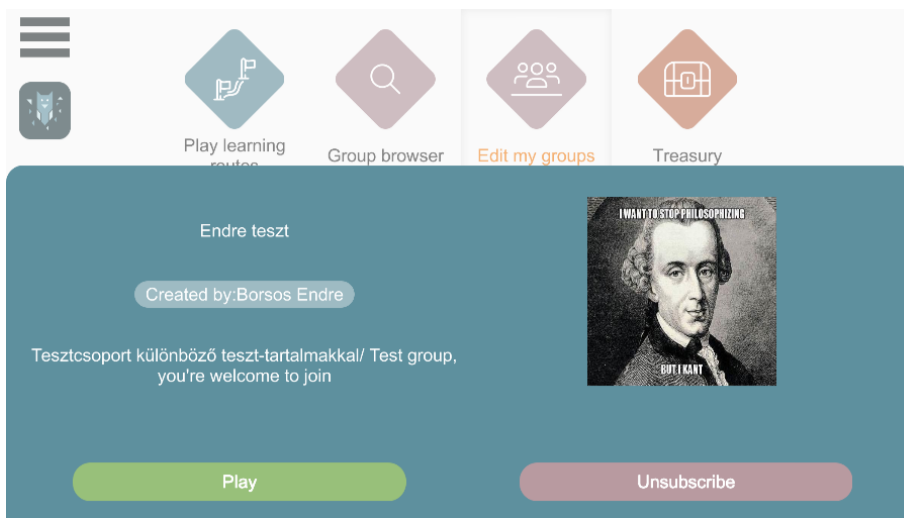 Play learning
routes
Group browser
Edit my groups
Treasury
Endre teszt
Created by:Borsos Endre
Tesztcsoport különböző teszt-tartalmakkal/ Test group,
you're welcome to join
I WANT TO STOP PHILOSOPHIZING
BUT I KANT
Play
Unsubscribe